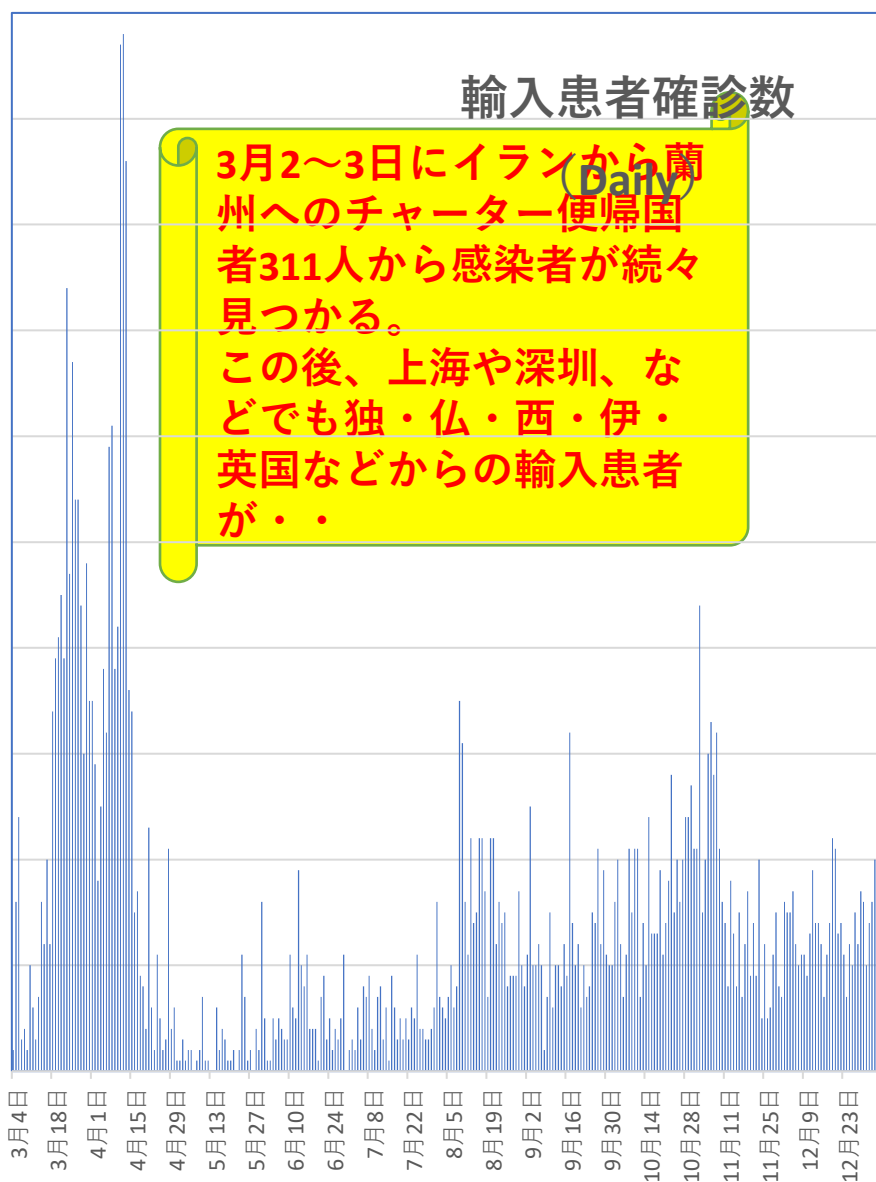 輸入患者確診数
（Daily）
3月2～3日にイランから蘭
州へのチャーター便帰国
者311人から感染者が続々
見つかる。
この後、上海や深圳、な
どでも独・仏・西・伊・
英国などからの輸入患者
が・・
3月4日
3月18日
4月1日
4月15日
4月29日
5月13日
5月27日
6月10日
6月24日
7月8日
7月22日
8月5日
8月19日
9月2日
9月16日
9月30日
10月14日
10月28日
11月11日
11月25日
12月9日
12月23日